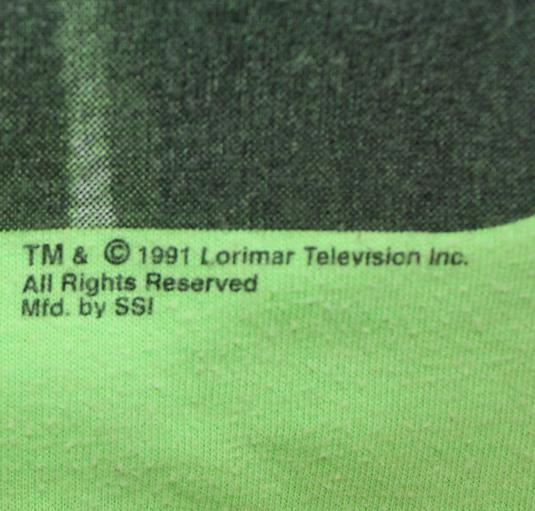 TM & © 1991 Lorimar Television Inc.
All Rights Reserved
Mfd. by SSI